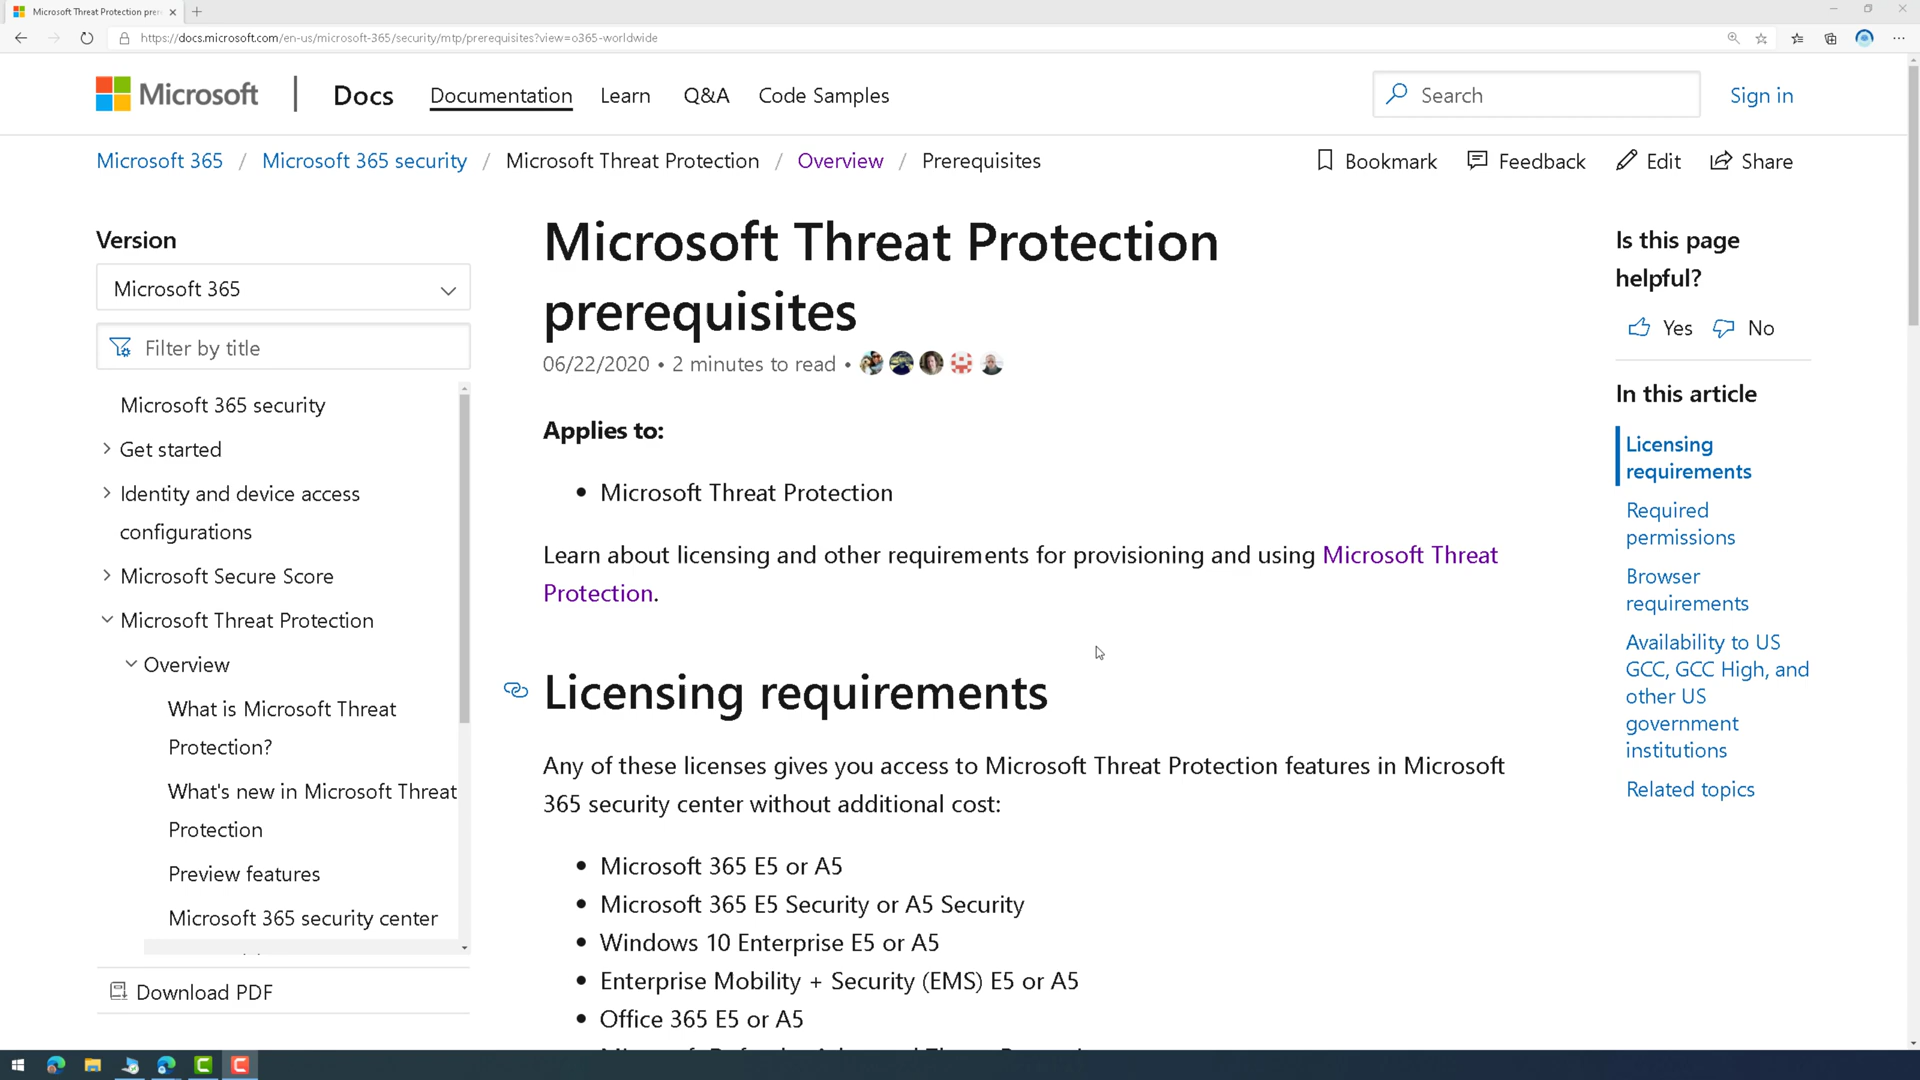 Microsoft Threat Protection prer
https://docs.microsoft.com/en-us/microsoft-365/security/mtp/prerequisites?view=o365-worldwide
Microsoft
Docs
Documentation
Learn
Q&A
Code Samples
Search
Sign in
Microsoft 365 / Microsoft 365 security / Microsoft Threat Protection / Overview / Prerequisites
Bookmark
Feedback
Edit
Share
Version
Microsoft 365
Filter by title
Microsoft 365 security
Get started
Identity and device access
configurations
Microsoft Secure Score
Microsoft Threat Protection
Overview
What is Microsoft Threat
Protection?
What's new in Microsoft Threat
Protection
Preview features
Microsoft 365 security center
Download PDF
Microsoft Threat Protection
prerequisites
06/22/2020 • 2 minutes to read •
Applies to:
• Microsoft Threat Protection
Learn about licensing and other requirements for provisioning and using Microsoft Threat
Protection.
Licensing requirements
Any of these licenses gives you access to Microsoft Threat Protection features in Microsoft
365 security center without additional cost:
• Microsoft 365 E5 or A5
• Microsoft 365 E5 Security or A5 Security
• Windows 10 Enterprise E5 or A5
• Enterprise Mobility + Security (EMS) E5 or A5
• Office 365 E5 or A5
Is this page
helpful?
Yes
No
In this article
Licensing
requirements
Required
permissions
Browser
requirements
Availability to US
GCC, GCC High, and
other US
government
institutions
Related topics